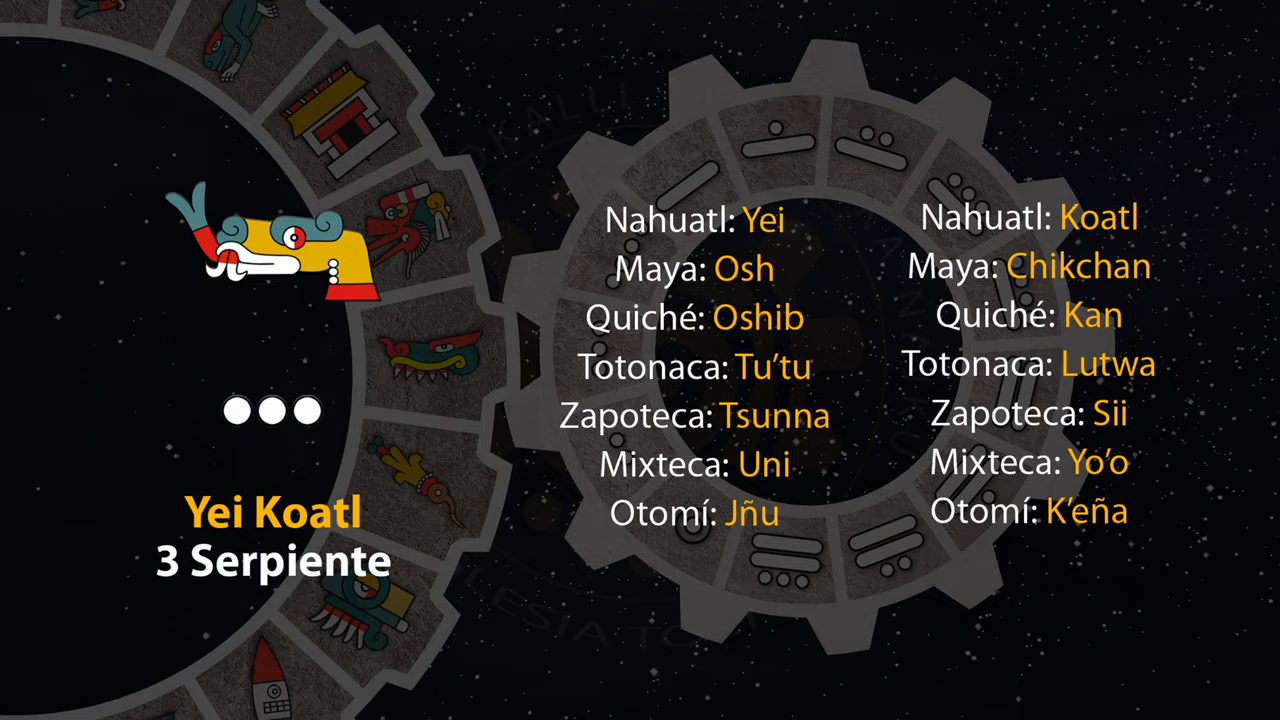 Nahuatl: Yei
Maya: Osh
Quiché: Oshib
Totonaca: Tu’tu
Zapoteca: Tsunna
Mixteca: Uni
Otomí: Jñu
Nahuatl: Koatl
Maya: Chikchan
Quiché: Kan
Totonaca: Lutwa
Zapoteca: Sii
Mixteca: Yo’o
Otomí: K’eña
Yei Koatl
3 Serpiente